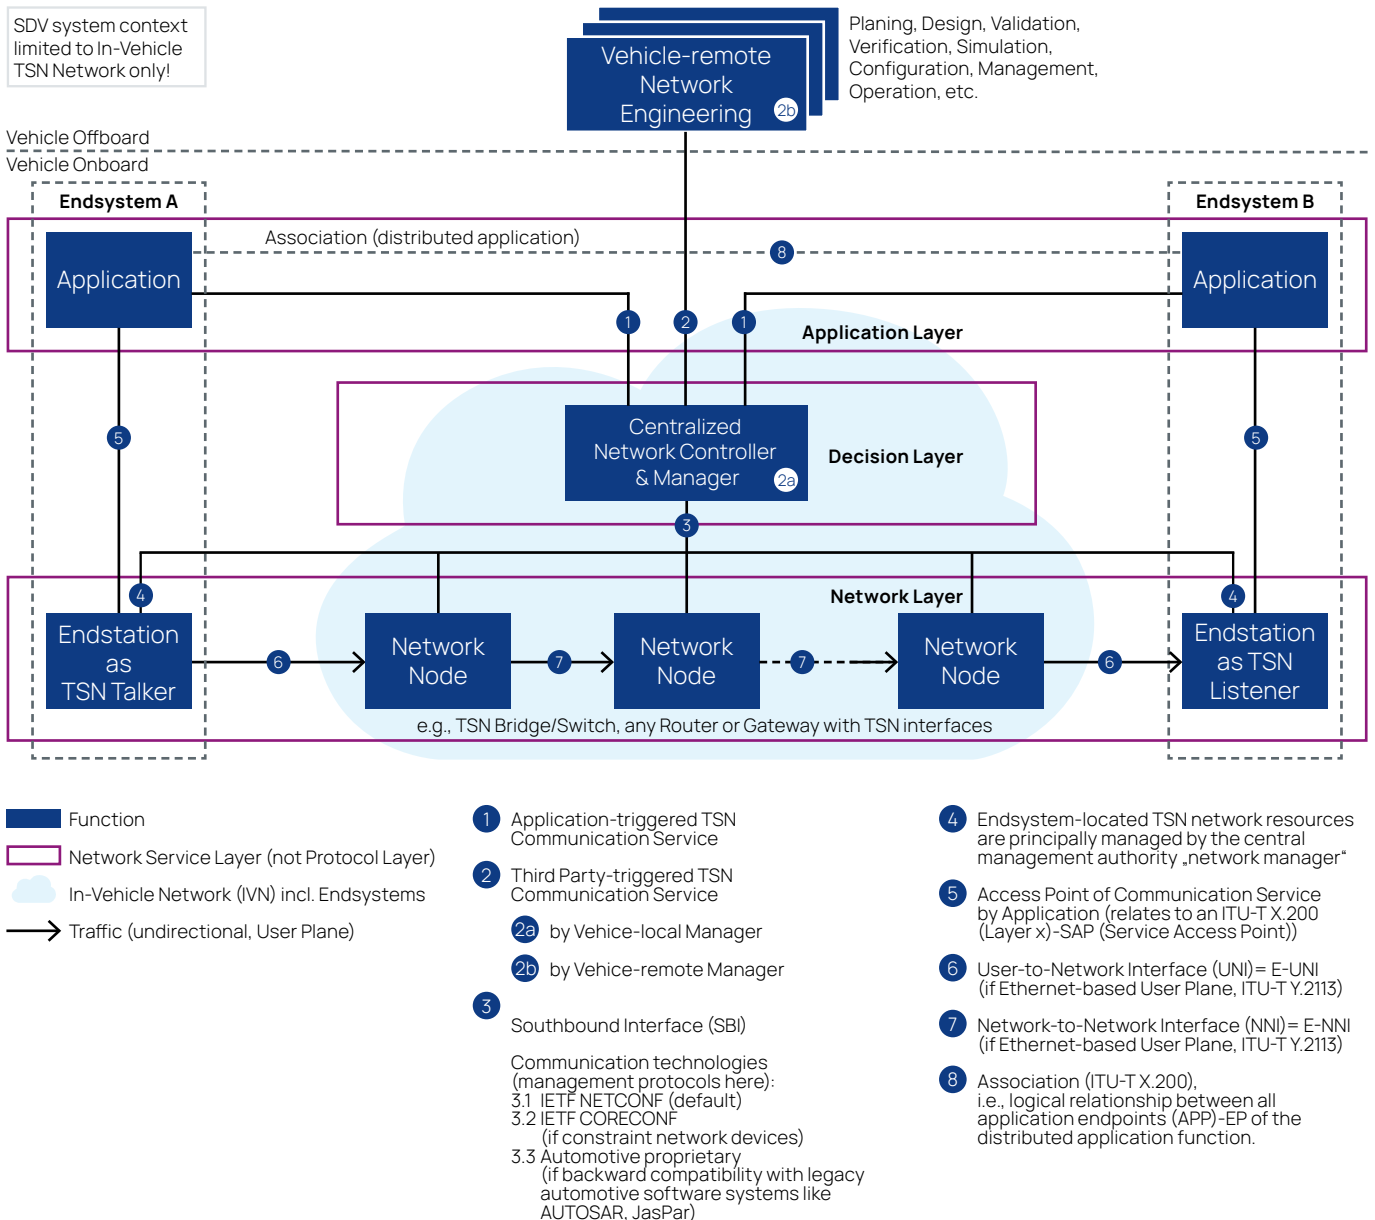 SDV system context
limited to In-Vehicle
TSN Network only!
Vehicle-remote
Network
Engineering
2b
Planing, Design, Validation,
Verification, Simulation,
Configuration, Management,
Operation, etc.
Vehicle Offboard
Vehicle Onboard
Endsystem A
Endsystem B
Application
Association (distributed application)
8
Application
1
2
1
Application Layer
5
Centralized
Network Controller
& Manager
2a
Decision Layer
5
3
4
Network Layer
4
Endstation
as
TSN Talker
6
Network
Node
7
Network
Node
7
Network
Node
6
Endstation
as TSN
Listener
e.g., TSN Bridge/Switch, any Router or Gateway with TSN interfaces
Function
Network Service Layer (not Protocol Layer)
In-Vehicle Network (IVN) incl. Endsystems
Traffic (undirectional, User Plane)
1 Application-triggered TSN
Communication Service
2 Third Party-triggered TSN
Communication Service
2a by Vehice-local Manager
2b by Vehice-remote Manager
3
Southbound Interface (SBI)
Communication technologies
(management protocols here):
3.1 IETF NETCONF (default)
3.2 IETF CORECONF
(if constraint network devices)
3.3 Automotive proprietary
(if backward compatibility with legacy
automotive software systems like
AUTOSAR, JasPar)
4 Endsystem-located TSN network resources
are principally managed by the central
management authority „network manager“
5 Access Point of Communication Service
by Application (relates to an ITU-T X.200
(Layer x)-SAP (Service Access Point))
6 User-to-Network Interface (UNI)= E-UNI
(if Ethernet-based User Plane, ITU-T Y.2113)
7 Network-to-Network Interface (NNI)= E-NNI
(if Ethernet-based User Plane, ITU-T Y.2113)
8 Association (ITU-T X.200),
i.e., logical relationship between all
application endpoints (APP)-EP of the
distributed application function.